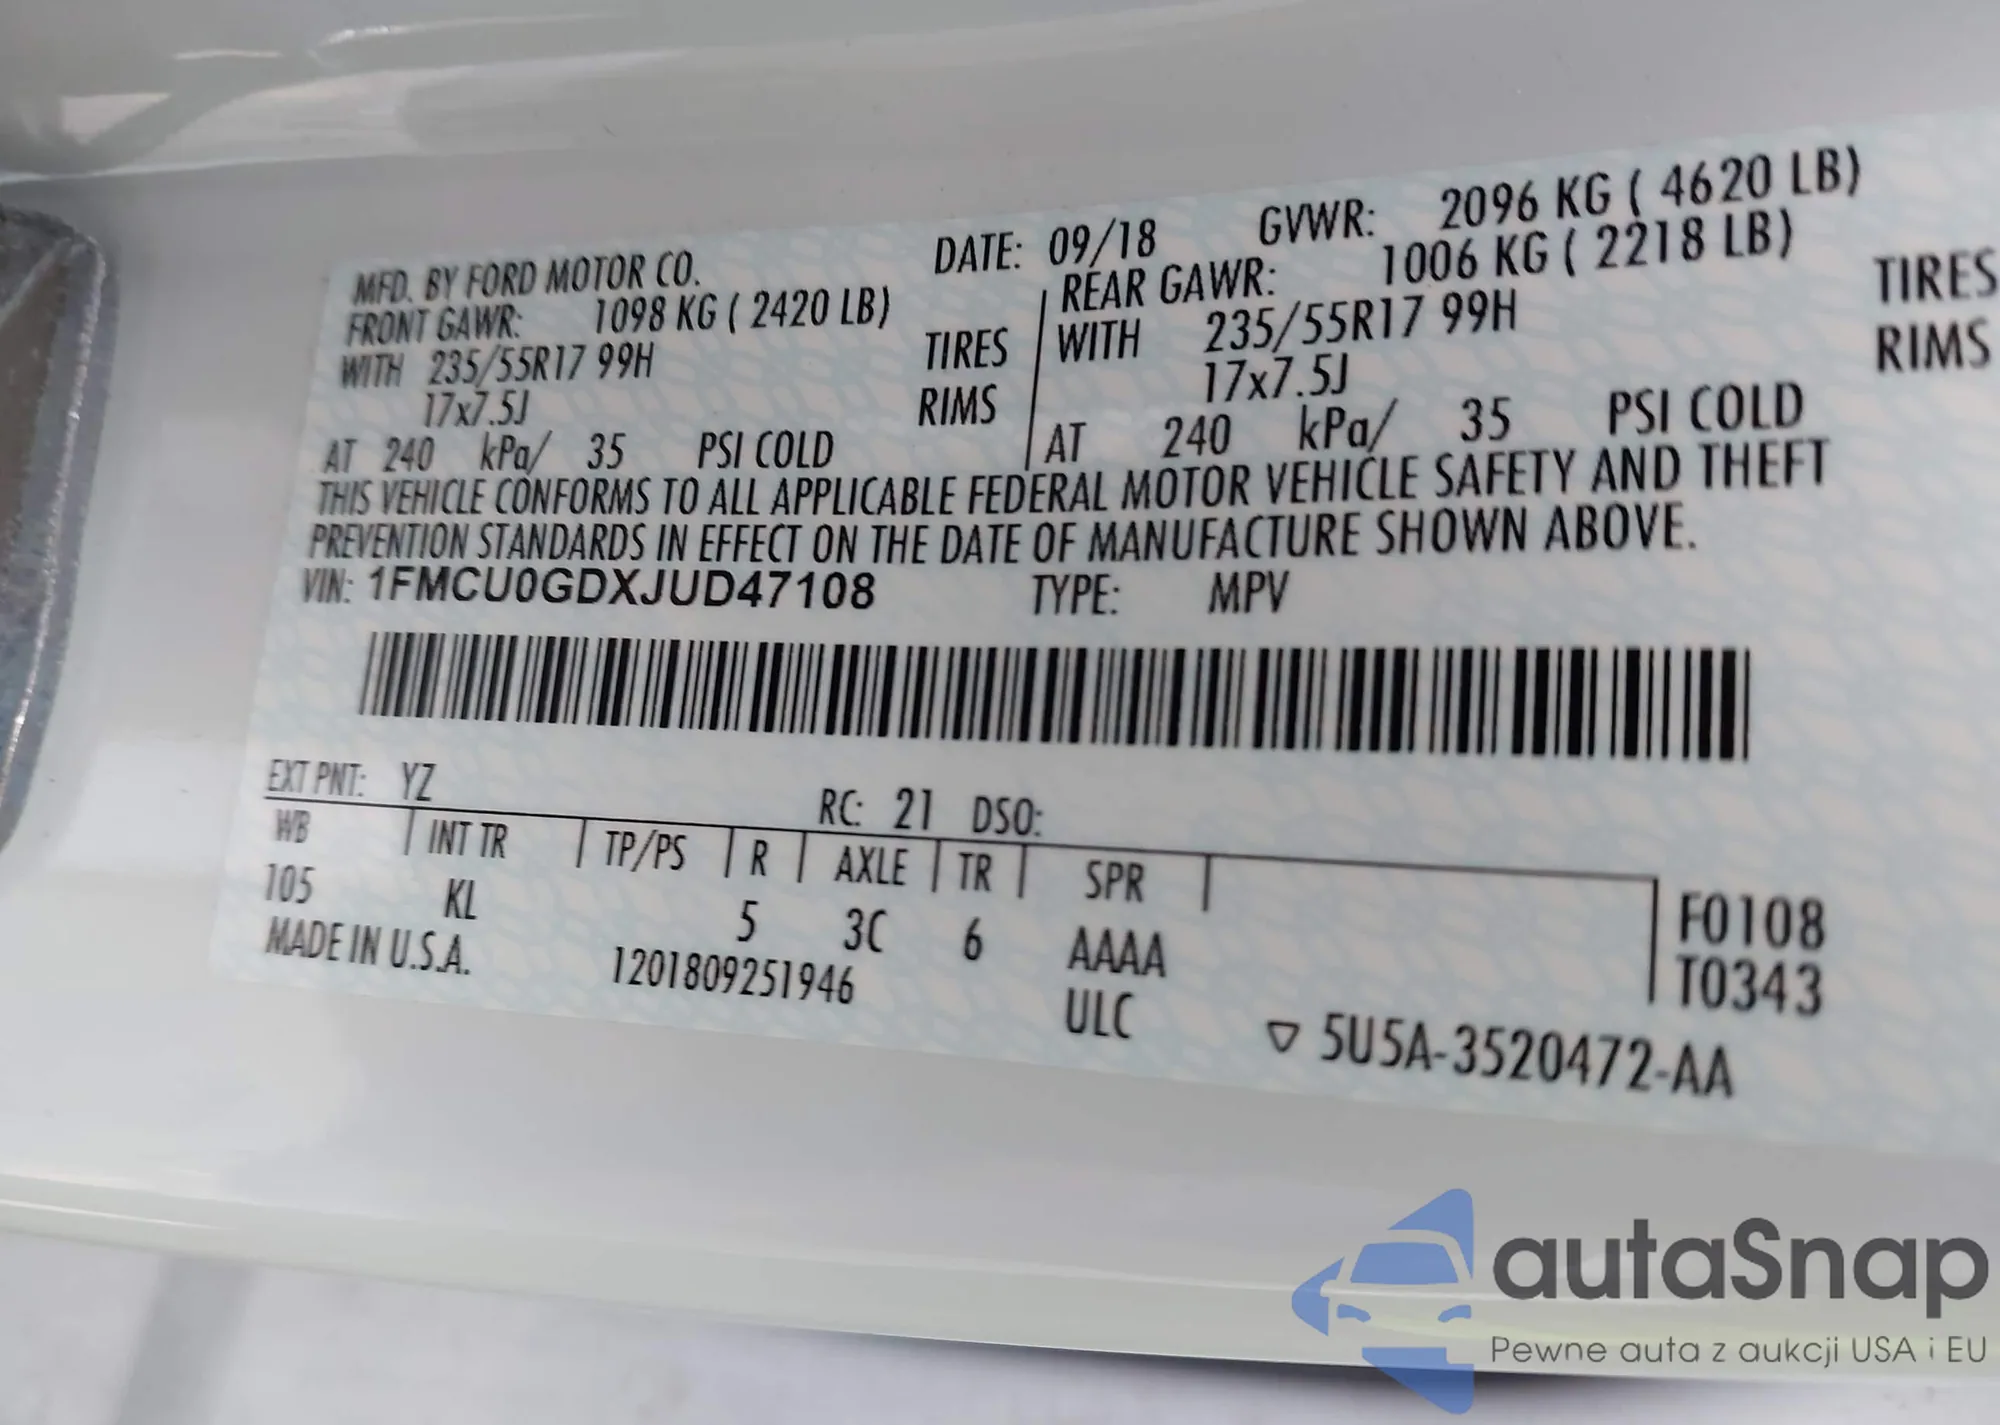 MFD. BY FORD MOTOR CO. DATE: 09/18 GVWR: 2096 KG ( 4620 LB)
FRONT GAWR: 1098 KG ( 2420 LB) REAR GAWR: 1006 KG ( 2218 LB)
WITH 235/55R17 99H TIRES WITH 235/55R17 99H TIRES
17x7.5J RIMS 17x7.5J RIMS
AT 240 kPa/ 35 PSI COLD AT 240 kPa/ 35 PSI COLD
THIS VEHICLE CONFORMS TO ALL APPLICABLE FEDERAL MOTOR VEHICLE SAFETY AND THEFT
PREVENTION STANDARDS IN EFFECT ON THE DATE OF MANUFACTURE SHOWN ABOVE.
VIN: 1FMCU0GDXJUD47108 TYPE: MPV
EXT PNT: YZ RC: 21 DSO:
WB INT TR TP/PS R AXLE TR SPR
105 KL 5 3C 6 AAAA F0108
MADE IN U.S.A. 1201809251946 ULC T0343
▽ 5U5A-3520472-AA
autaSnap
Pewne auta z aukcji USA i EU